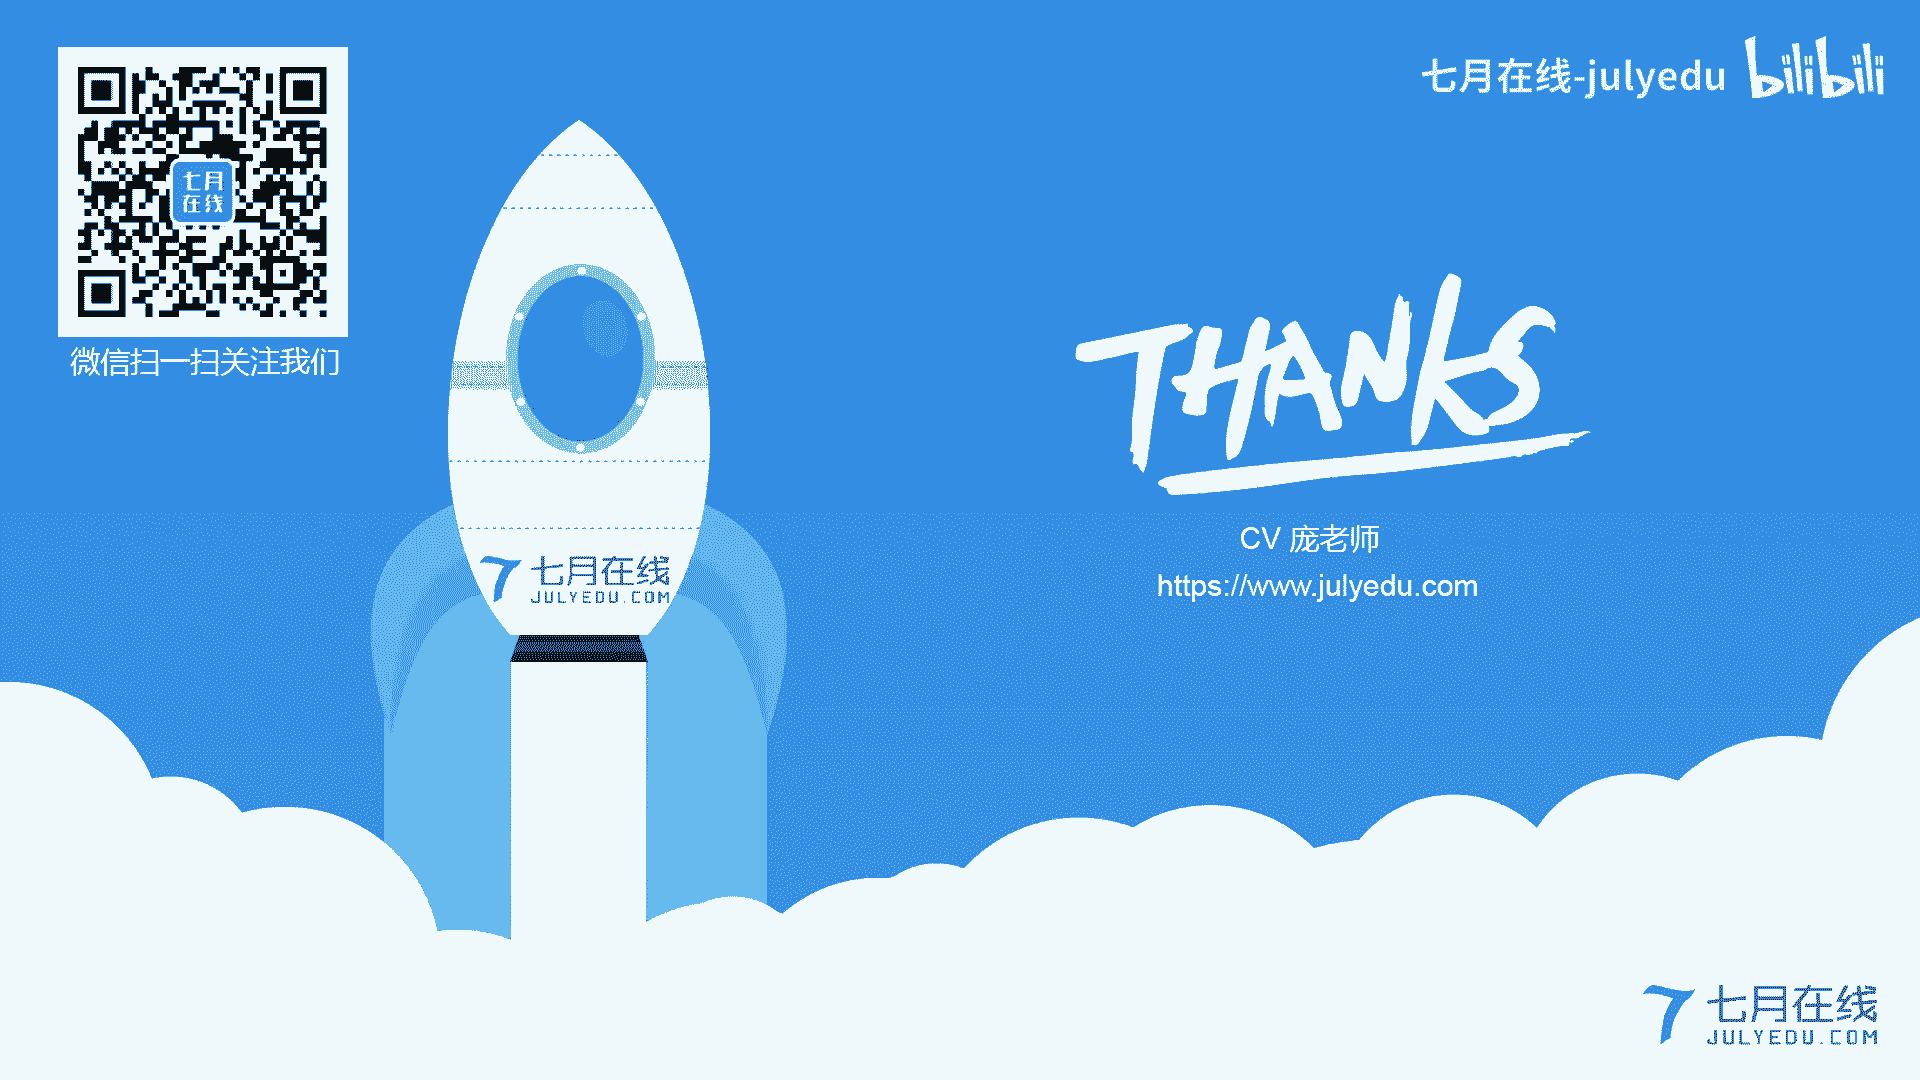 七月在线-julyedu bilibili
七月
在线
微信扫一扫关注我们
THANKS
CV 庞老师
https://www.julyedu.com
7 七月在线
JULYEDU.COM
7 七月在线
JULYEDU.COM